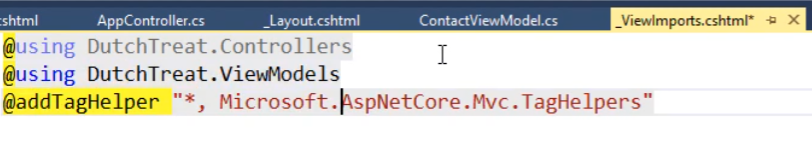 shtml AppController.cs _Layout.cshtml ContactViewModel.cs _ViewImports.cshtml*
@using DutchTreat.Controllers
@using DutchTreat.ViewModels
@addTagHelper "*, Microsoft.AspNetCore.Mvc.TagHelpers"